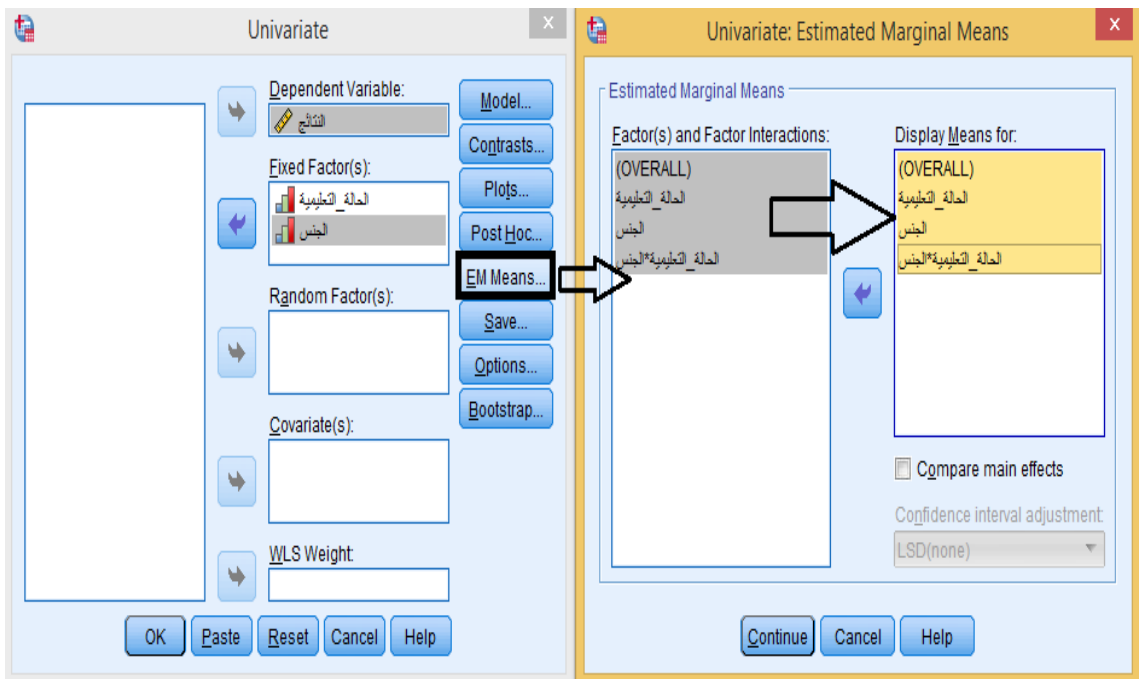 Univariate
Dependent Variable:
النتائج
Fixed Factor(s):
الحالة_التعليمية
الجنس
Random Factor(s):
Covariate(s):
WLS Weight:
Model...
Contrasts...
Plots...
Post Hoc...
EM Means...
Save...
Options...
Bootstrap...
OK
Paste
Reset
Cancel
Help
Univariate: Estimated Marginal Means
Estimated Marginal Means
Factor(s) and Factor Interactions:
(OVERALL)
الحالة_التعليمية
الجنس
الحالة_التعليمية*الجنس
Display Means for:
(OVERALL)
الحالة_التعليمية
الجنس
الحالة_التعليمية*الجنس
Compare main effects
Confidence interval adjustment:
LSD(none)
Continue
Cancel
Help